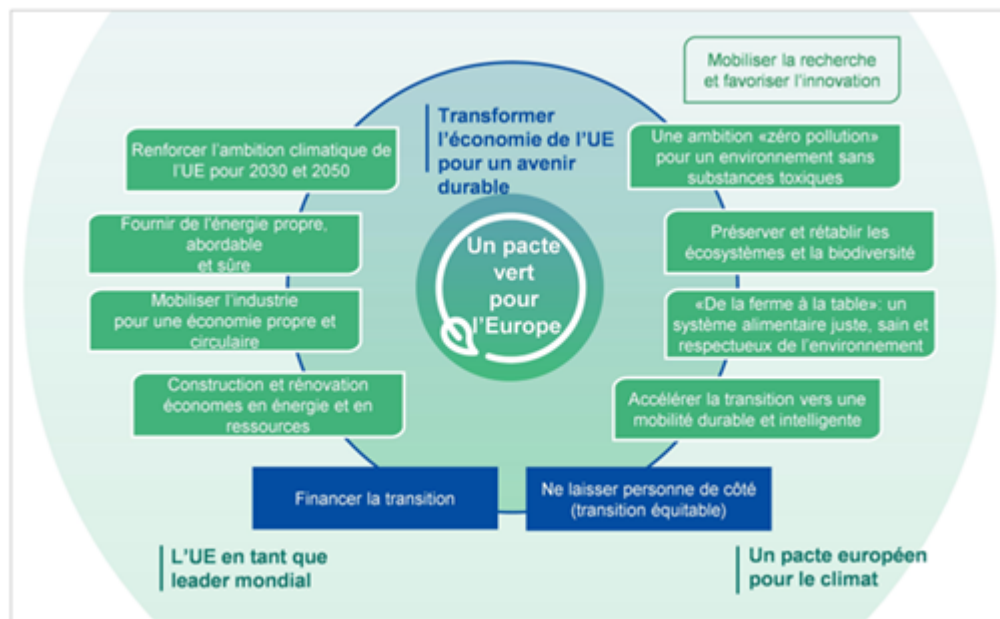 Mobiliser la recherche
et favoriser l'innovation
Transformer
l'économie de l'UE
pour un avenir
durable
Renforcer l'ambition climatique de
l'UE pour 2030 et 2050
Fournir de l'énergie propre,
abordable
et sûre
Mobiliser l'industrie
pour une économie propre et
circulaire
Construction et rénovation
économes en énergie et en
ressources
Un pacte
vert
pour
l'Europe
Une ambition «zéro pollution»
pour un environnement sans
substances toxiques
Préserver et rétablir les
écosystèmes et la biodiversité
«De la ferme à la table»: un
système alimentaire juste, sain et
respectueux de l'environnement
Accélérer la transition vers une
mobilité durable et intelligente
Financer la transition
Ne laisser personne de côté
(transition équitable)
L'UE en tant que
leader mondial
Un pacte européen
pour le climat